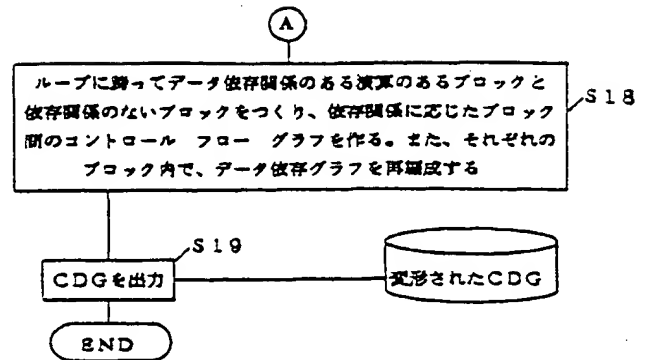 A
ループに跨ってデータ依存関係のある演算のあるブロックと
依存関係のないブロックをつくり、依存関係に応じたブロック
間のコントロール フロー グラフを作る。また、それぞれの
ブロック内で、データ依存グラフを再編成する
S18
S19
CDGを出力
変形されたCDG
END